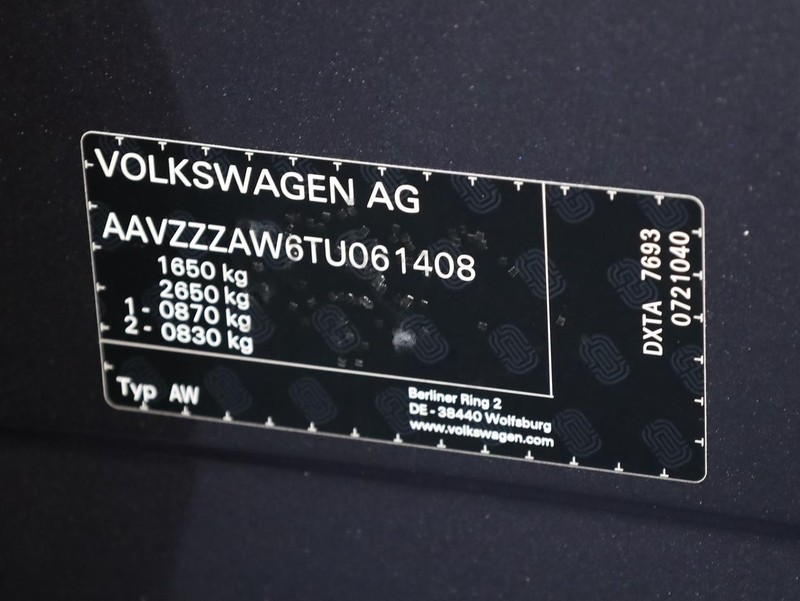 VOLKSWAGEN AG
AAVZZZAW6TU061408
1650 kg
2650 kg
1 - 0870 kg
2 - 0830 kg
Typ AW
Berliner Ring 2
DE - 38440 Wolfsburg
www.volkswagen.com
DXTA 7693
0721040